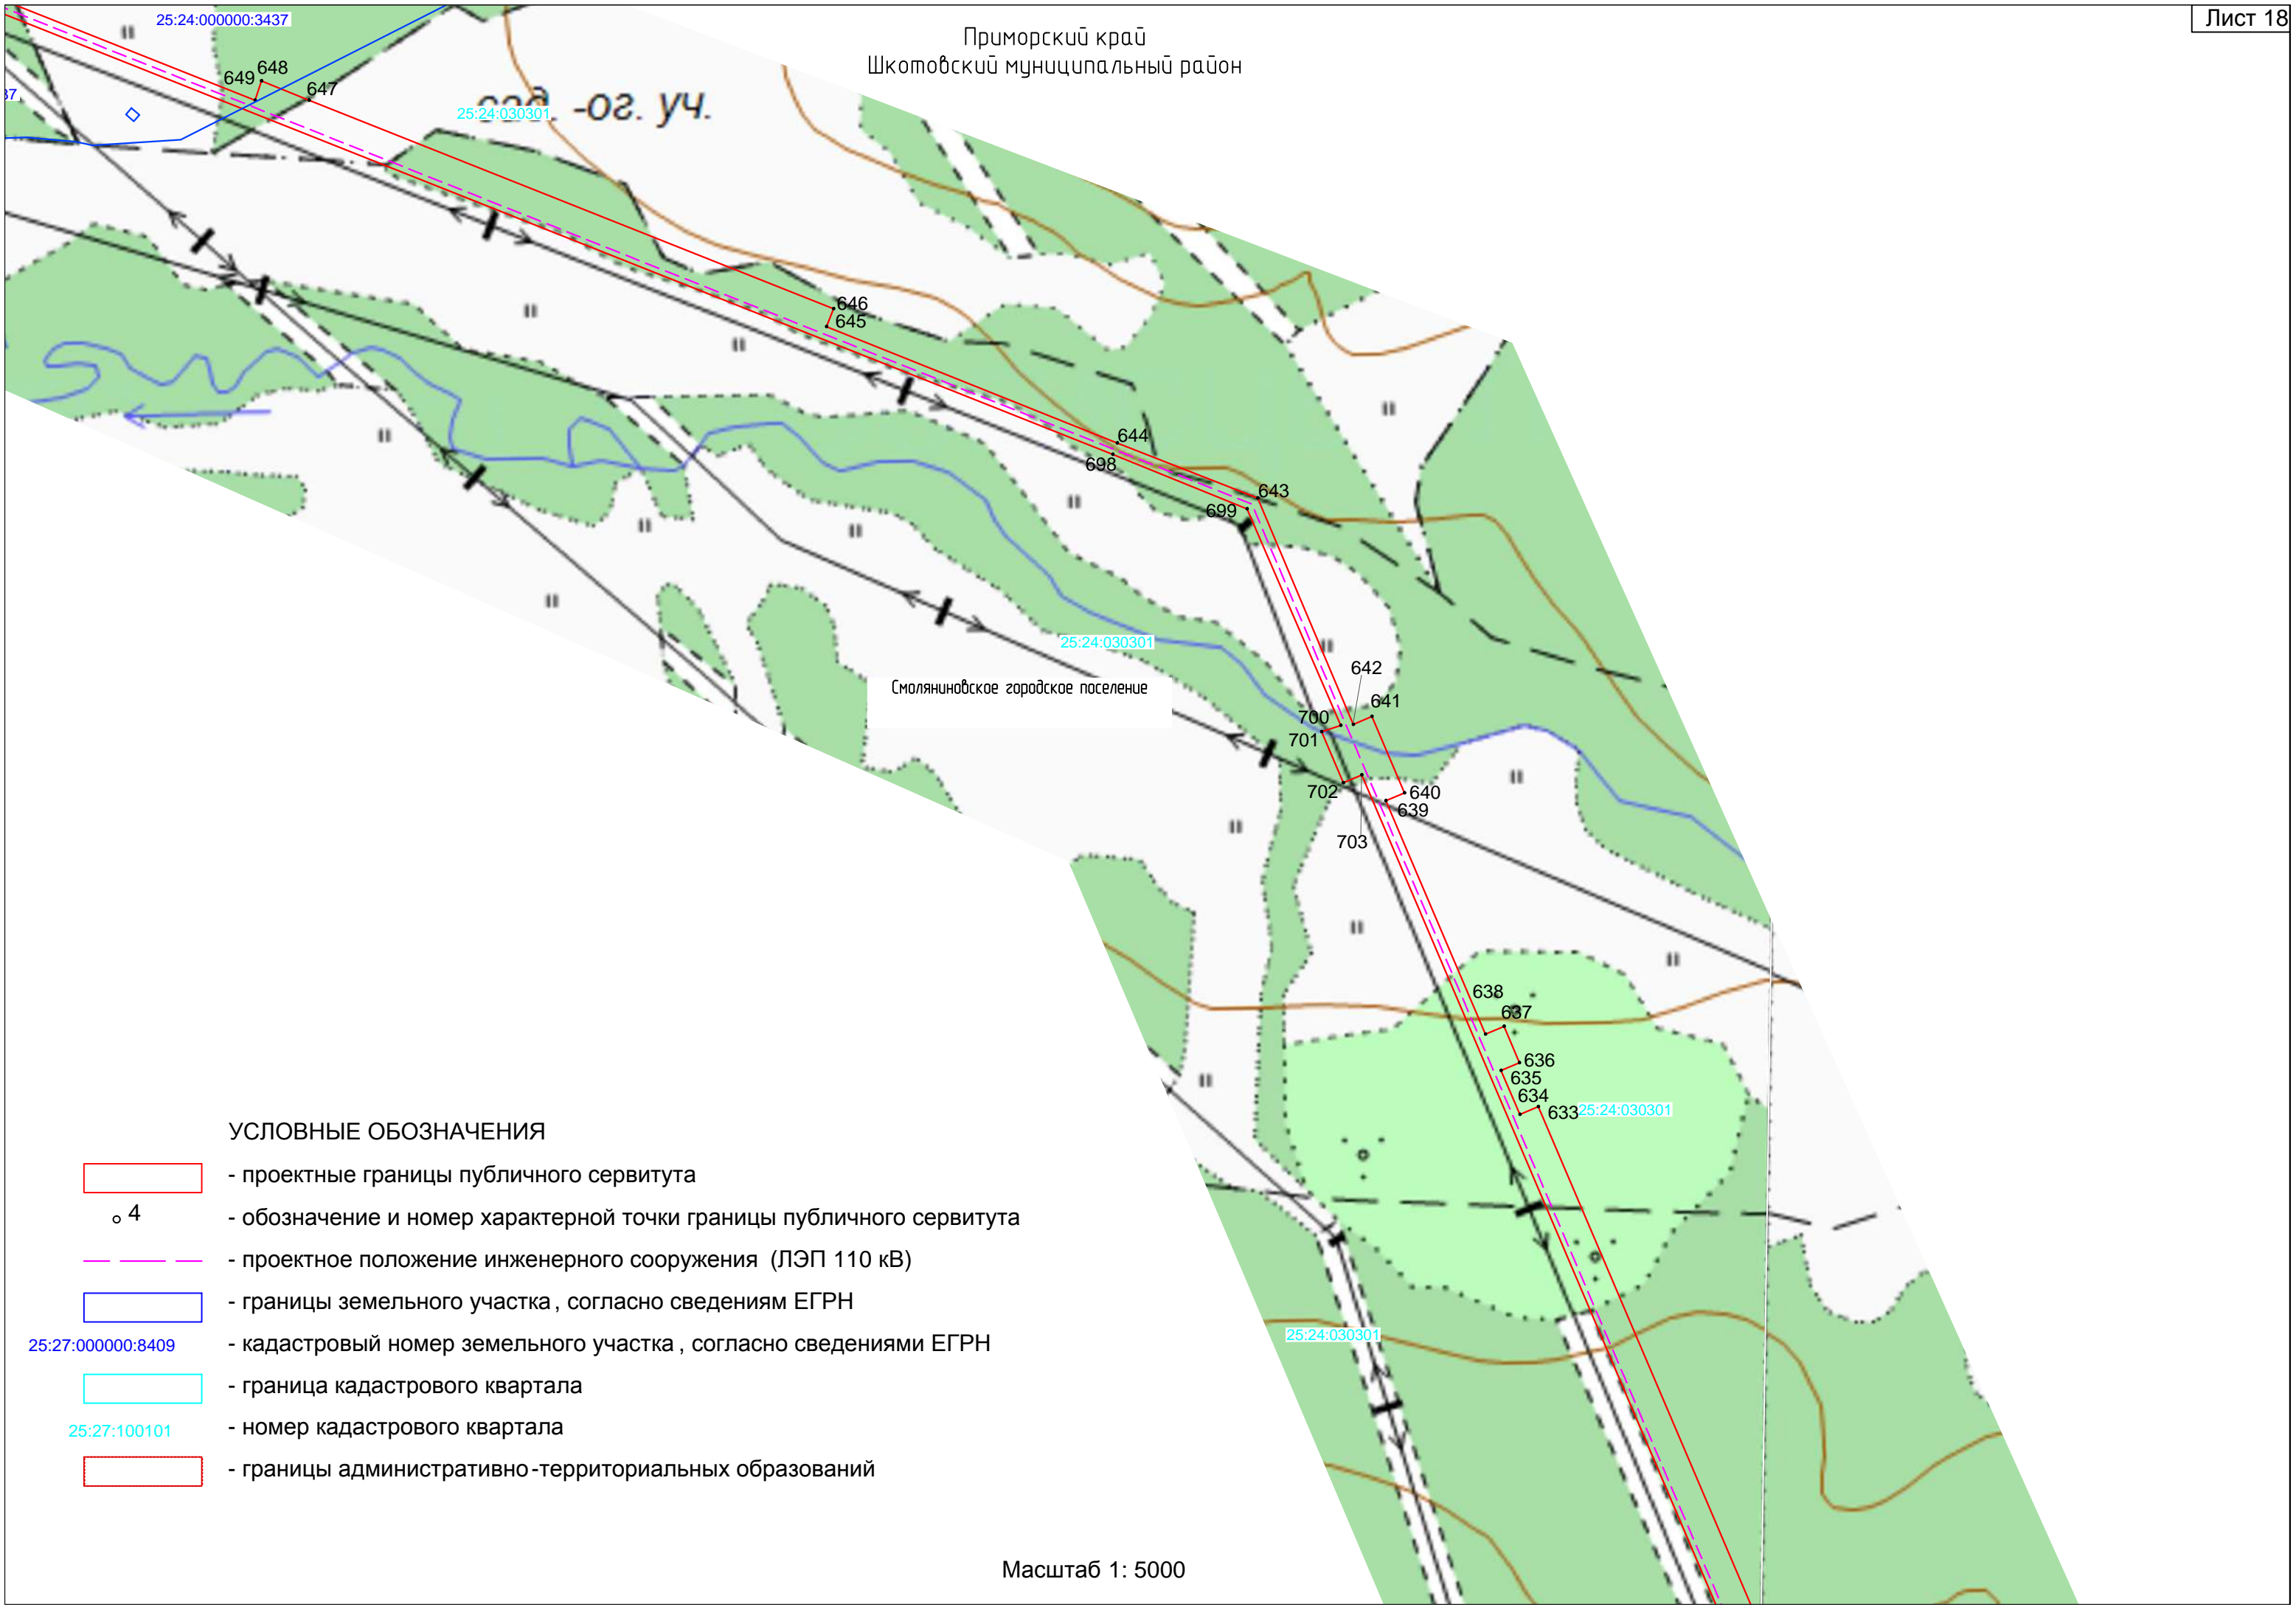 Лист 18
Приморский край
Шкотовский муниципальный район
25:24:000000:3437
649
648
647
37
25:24:030301
сад. -ог. уч.
646
645
644
698
643
699
25:24:030301
Смоляниновское городское поселение
642
641
700
701
702
640
639
703
638
637
636
635
634
633
25:24:030301
25:24:030301
УСЛОВНЫЕ ОБОЗНАЧЕНИЯ
- проектные границы публичного сервитута
4 - обозначение и номер характерной точки границы публичного сервитута
- проектное положение инженерного сооружения (ЛЭП 110 кВ)
- границы земельного участка, согласно сведениям ЕГРН
25:27:000000:8409 - кадастровый номер земельного участка, согласно сведениями ЕГРН
- граница кадастрового квартала
25:27:100101 - номер кадастрового квартала
- границы административно-территориальных образований
Масштаб 1: 5000